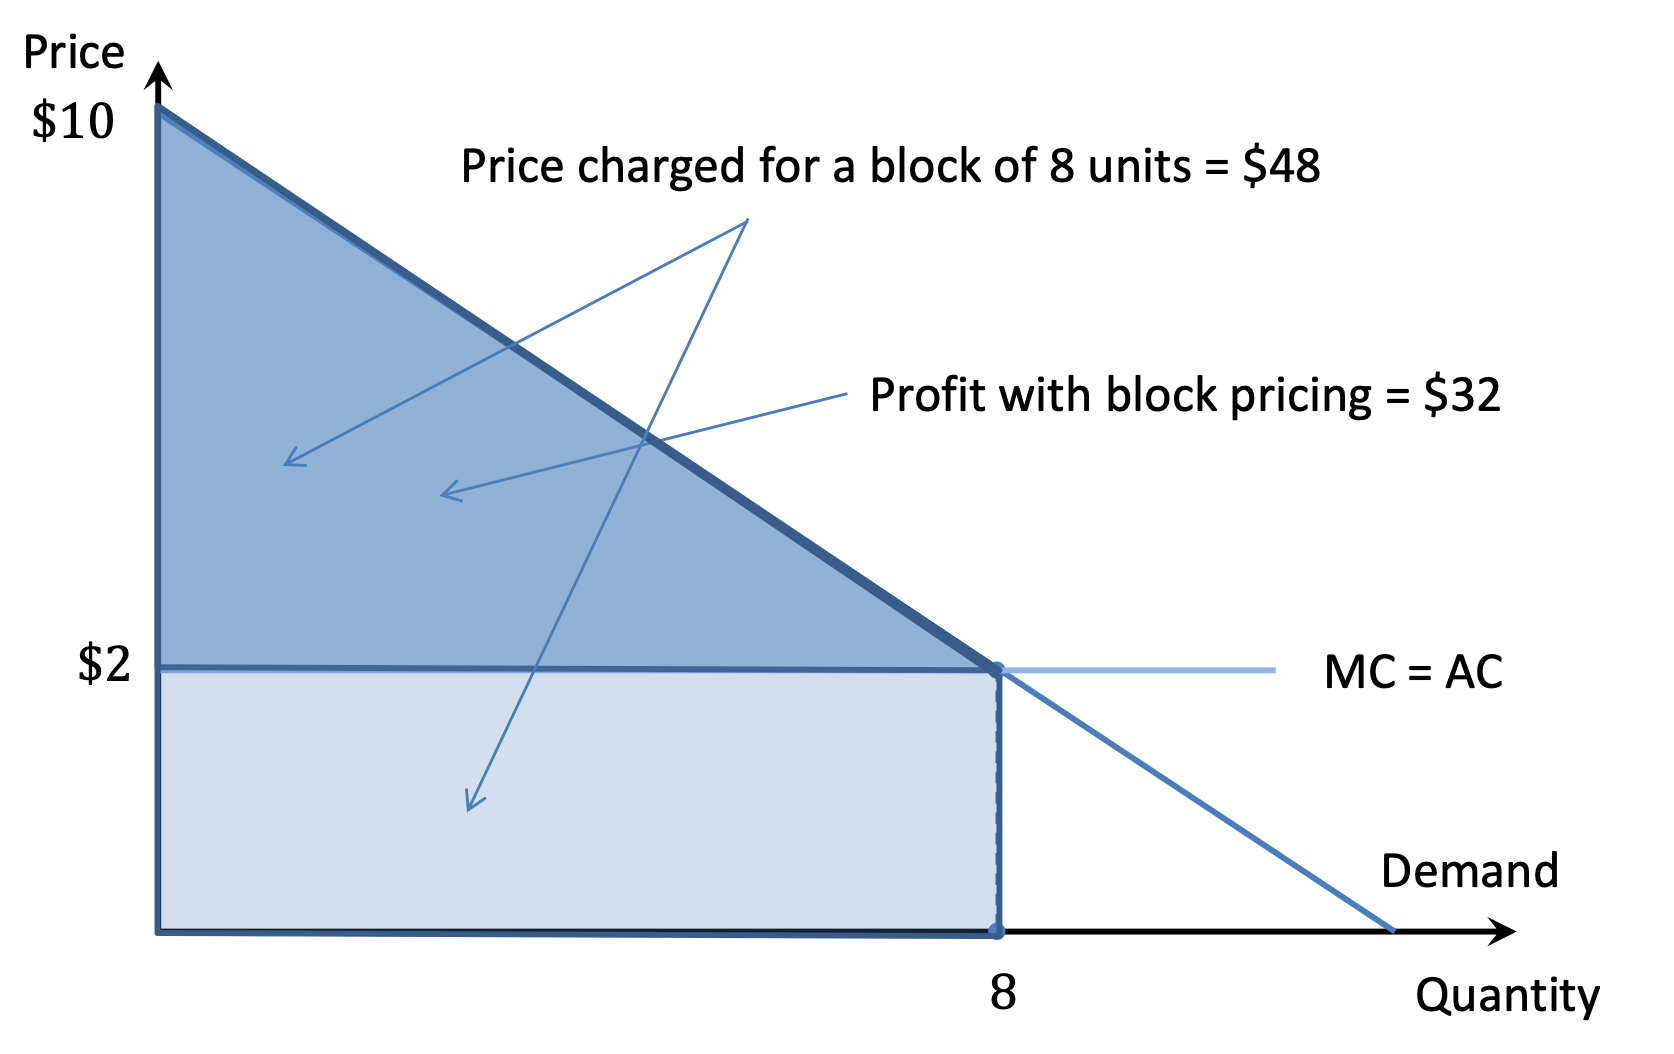 Price
$10
Price charged for a block of 8 units = $48
Profit with block pricing = $32
$2
MC = AC
Demand
8
Quantity